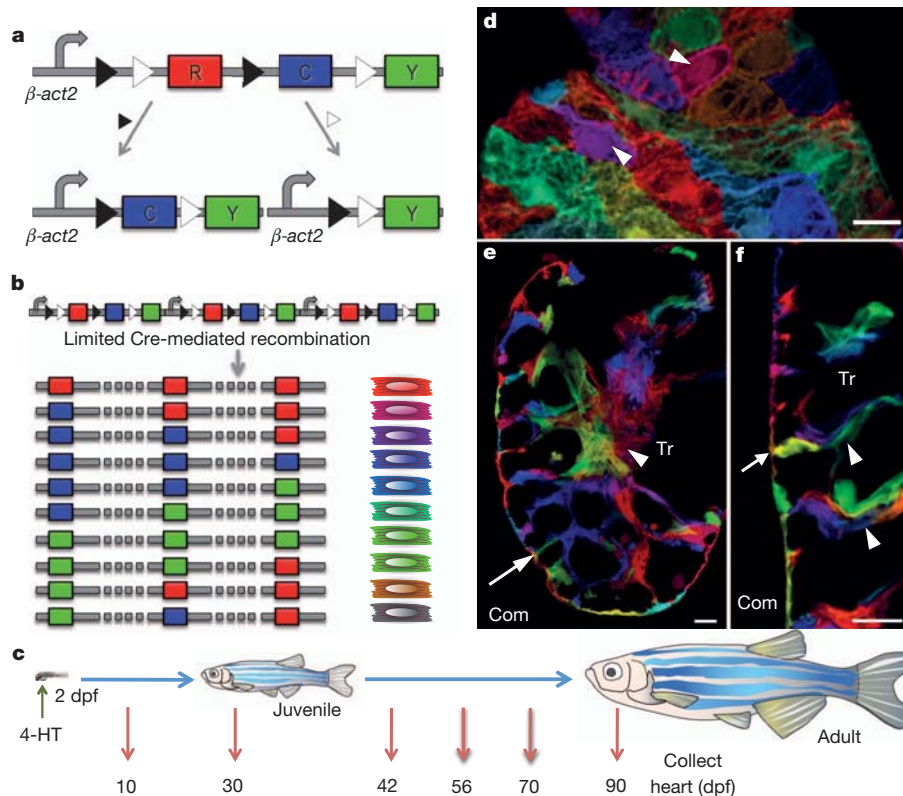 a
R C Y
β-act2
C Y Y
β-act2 β-act2
b
Limited Cre-mediated recombination
c
2 dpf
4-HT
Juvenile
Adult
10 30 42 56 70 90
Collect
heart (dpf)
d
e
Tr
Com
f
Tr
Com